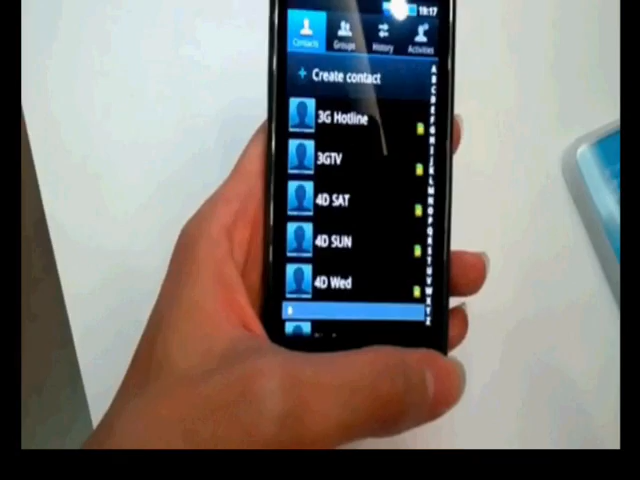 19:17
Contacts Groups History Activities
+ Create contact
3G Hotline
3GTV
4D SAT
4D SUN
4D Wed
A
B
C
D
E
F
G
H
I
J
K
L
M
N
O
P
Q
R
S
T
U
V
W
X
Y
Z